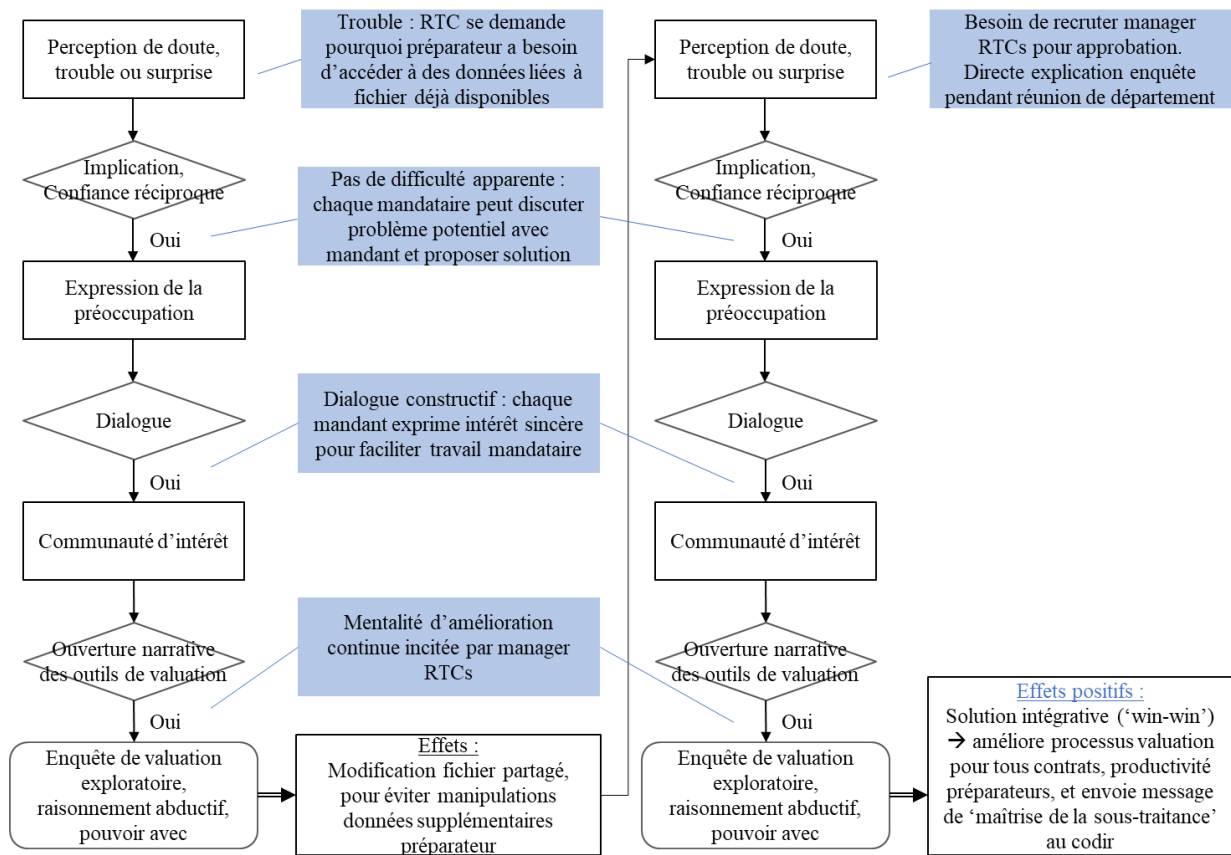 Perception de doute,
trouble ou surprise
Trouble : RTC se demande
pourquoi préparateur a besoin
d’accéder à des données liées à
fichier déjà disponibles
Implication,
Confiance réciproque
Oui
Pas de difficulté apparente :
chaque mandataire peut discuter
problème potentiel avec
mandant et proposer solution
Expression de la
préoccupation
Dialogue
Oui
Dialogue constructif : chaque
mandant exprime intérêt sincère
pour faciliter travail mandataire
Communauté d’intérêt
Ouverture narrative
des outils de valuation
Oui
Mentalité d’amélioration
continue incitée par manager
RTCs
Enquête de valuation
exploratoire,
raisonnement abductif,
pouvoir avec
Effets :
Modification fichier partagé,
pour éviter manipulations
données supplémentaires
préparateur
Perception de doute,
trouble ou surprise
Besoin de recruter manager
RTCs pour approbation.
Directe explication enquête
pendant réunion de département
Implication,
Confiance réciproque
Oui
Expression de la
préoccupation
Dialogue
Oui
Communauté d’intérêt
Ouverture narrative
des outils de valuation
Oui
Enquête de valuation
exploratoire,
raisonnement abductif,
pouvoir avec
Effets positifs :
Solution intégrative (‘win-win’)
→ améliore processus valuation
pour tous contrats, productivité
préparateurs, et envoie message
de ‘maîtrise de la sous-traitance’
au codir